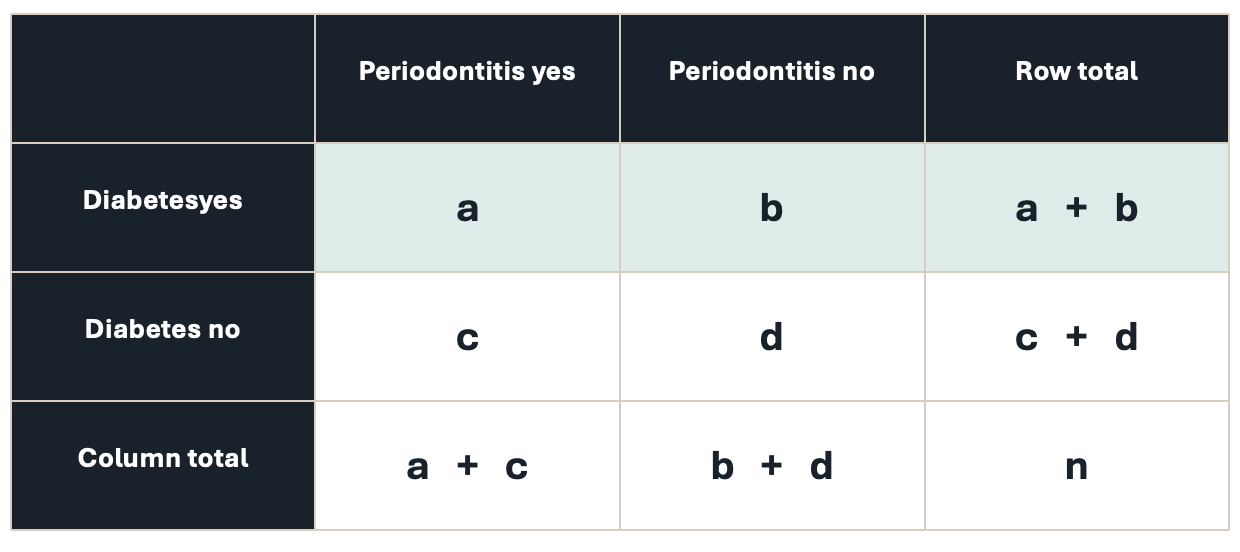 Periodontitis yes Periodontitis no Row total
Diabetesyes a b a + b
Diabetes no c d c + d
Column total a + c b + d n